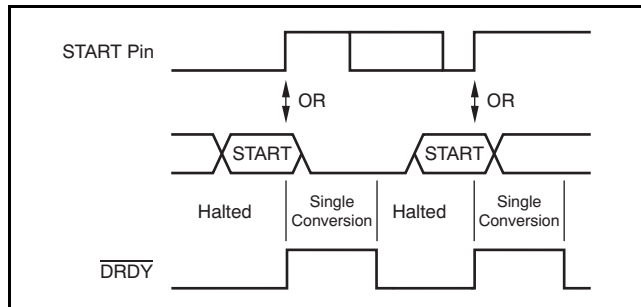 START Pin
OR
OR
START
START
Halted
Single
Conversion
Halted
Single
Conversion
DRDY